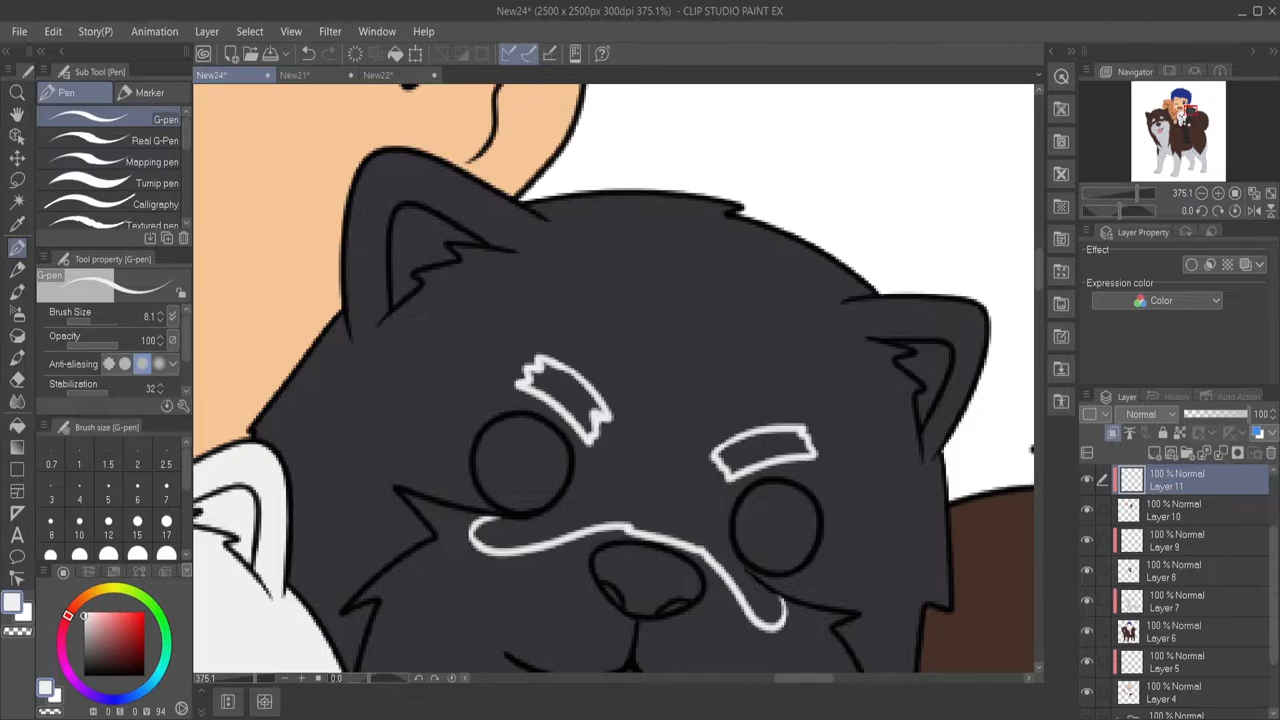 New24* (2500 x 2500px 300dpi 375.1%) - CLIP STUDIO PAINT EX
File Edit Story(P) Animation Layer Select View Filter Window Help
Sub Tool [Pen]
New24* New21* New22*
Navigator
Pen Marker
G-pen
Real G-Pen
Mapping pen
Turnip pen
Calligraphy
Textured pen
375.1
0.0
Layer Property
Effect
Expression color
Color
Tool property [G-pen]
G-pen
Brush Size 8.1
Opacity 100
Anti-aliasing
Stabilization 32
Brush size [G-pen]
0.7 1 1.5 2 2.5
3 4 5 6 7
8 10 12 15 17
Layer History Auto Action
Normal 100
100 % Normal
Layer 11
100 % Normal
Layer 10
100 % Normal
Layer 9
100 % Normal
Layer 8
100 % Normal
Layer 7
100 % Normal
Layer 6
100 % Normal
Layer 5
100 % Normal
Layer 4
100 % Normal
375.1 0.0
H 0 S 0 V 94